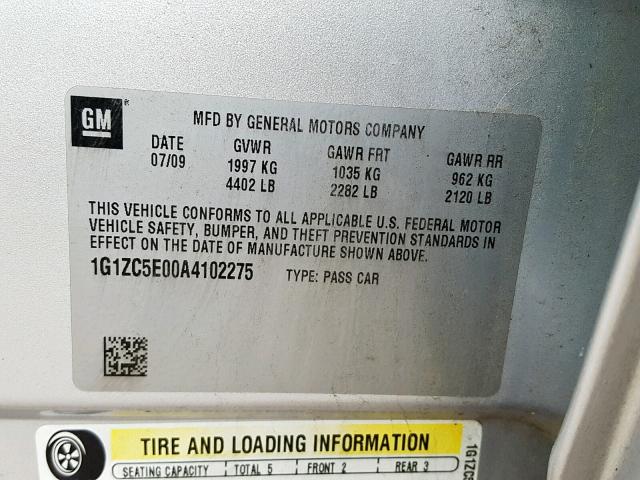 GM
MFD BY GENERAL MOTORS COMPANY
DATE GVWR GAWR FRT GAWR RR
07/09 1997 KG 1035 KG 962 KG
4402 LB 2282 LB 2120 LB
THIS VEHICLE CONFORMS TO ALL APPLICABLE U.S. FEDERAL MOTOR
VEHICLE SAFETY, BUMPER, AND THEFT PREVENTION STANDARDS IN
EFFECT ON THE DATE OF MANUFACTURE SHOWN ABOVE.
1G1ZC5E00A4102275 TYPE: PASS CAR
TIRE AND LOADING INFORMATION
SEATING CAPACITY TOTAL 5 FRONT 2 REAR 3
1G1ZC5